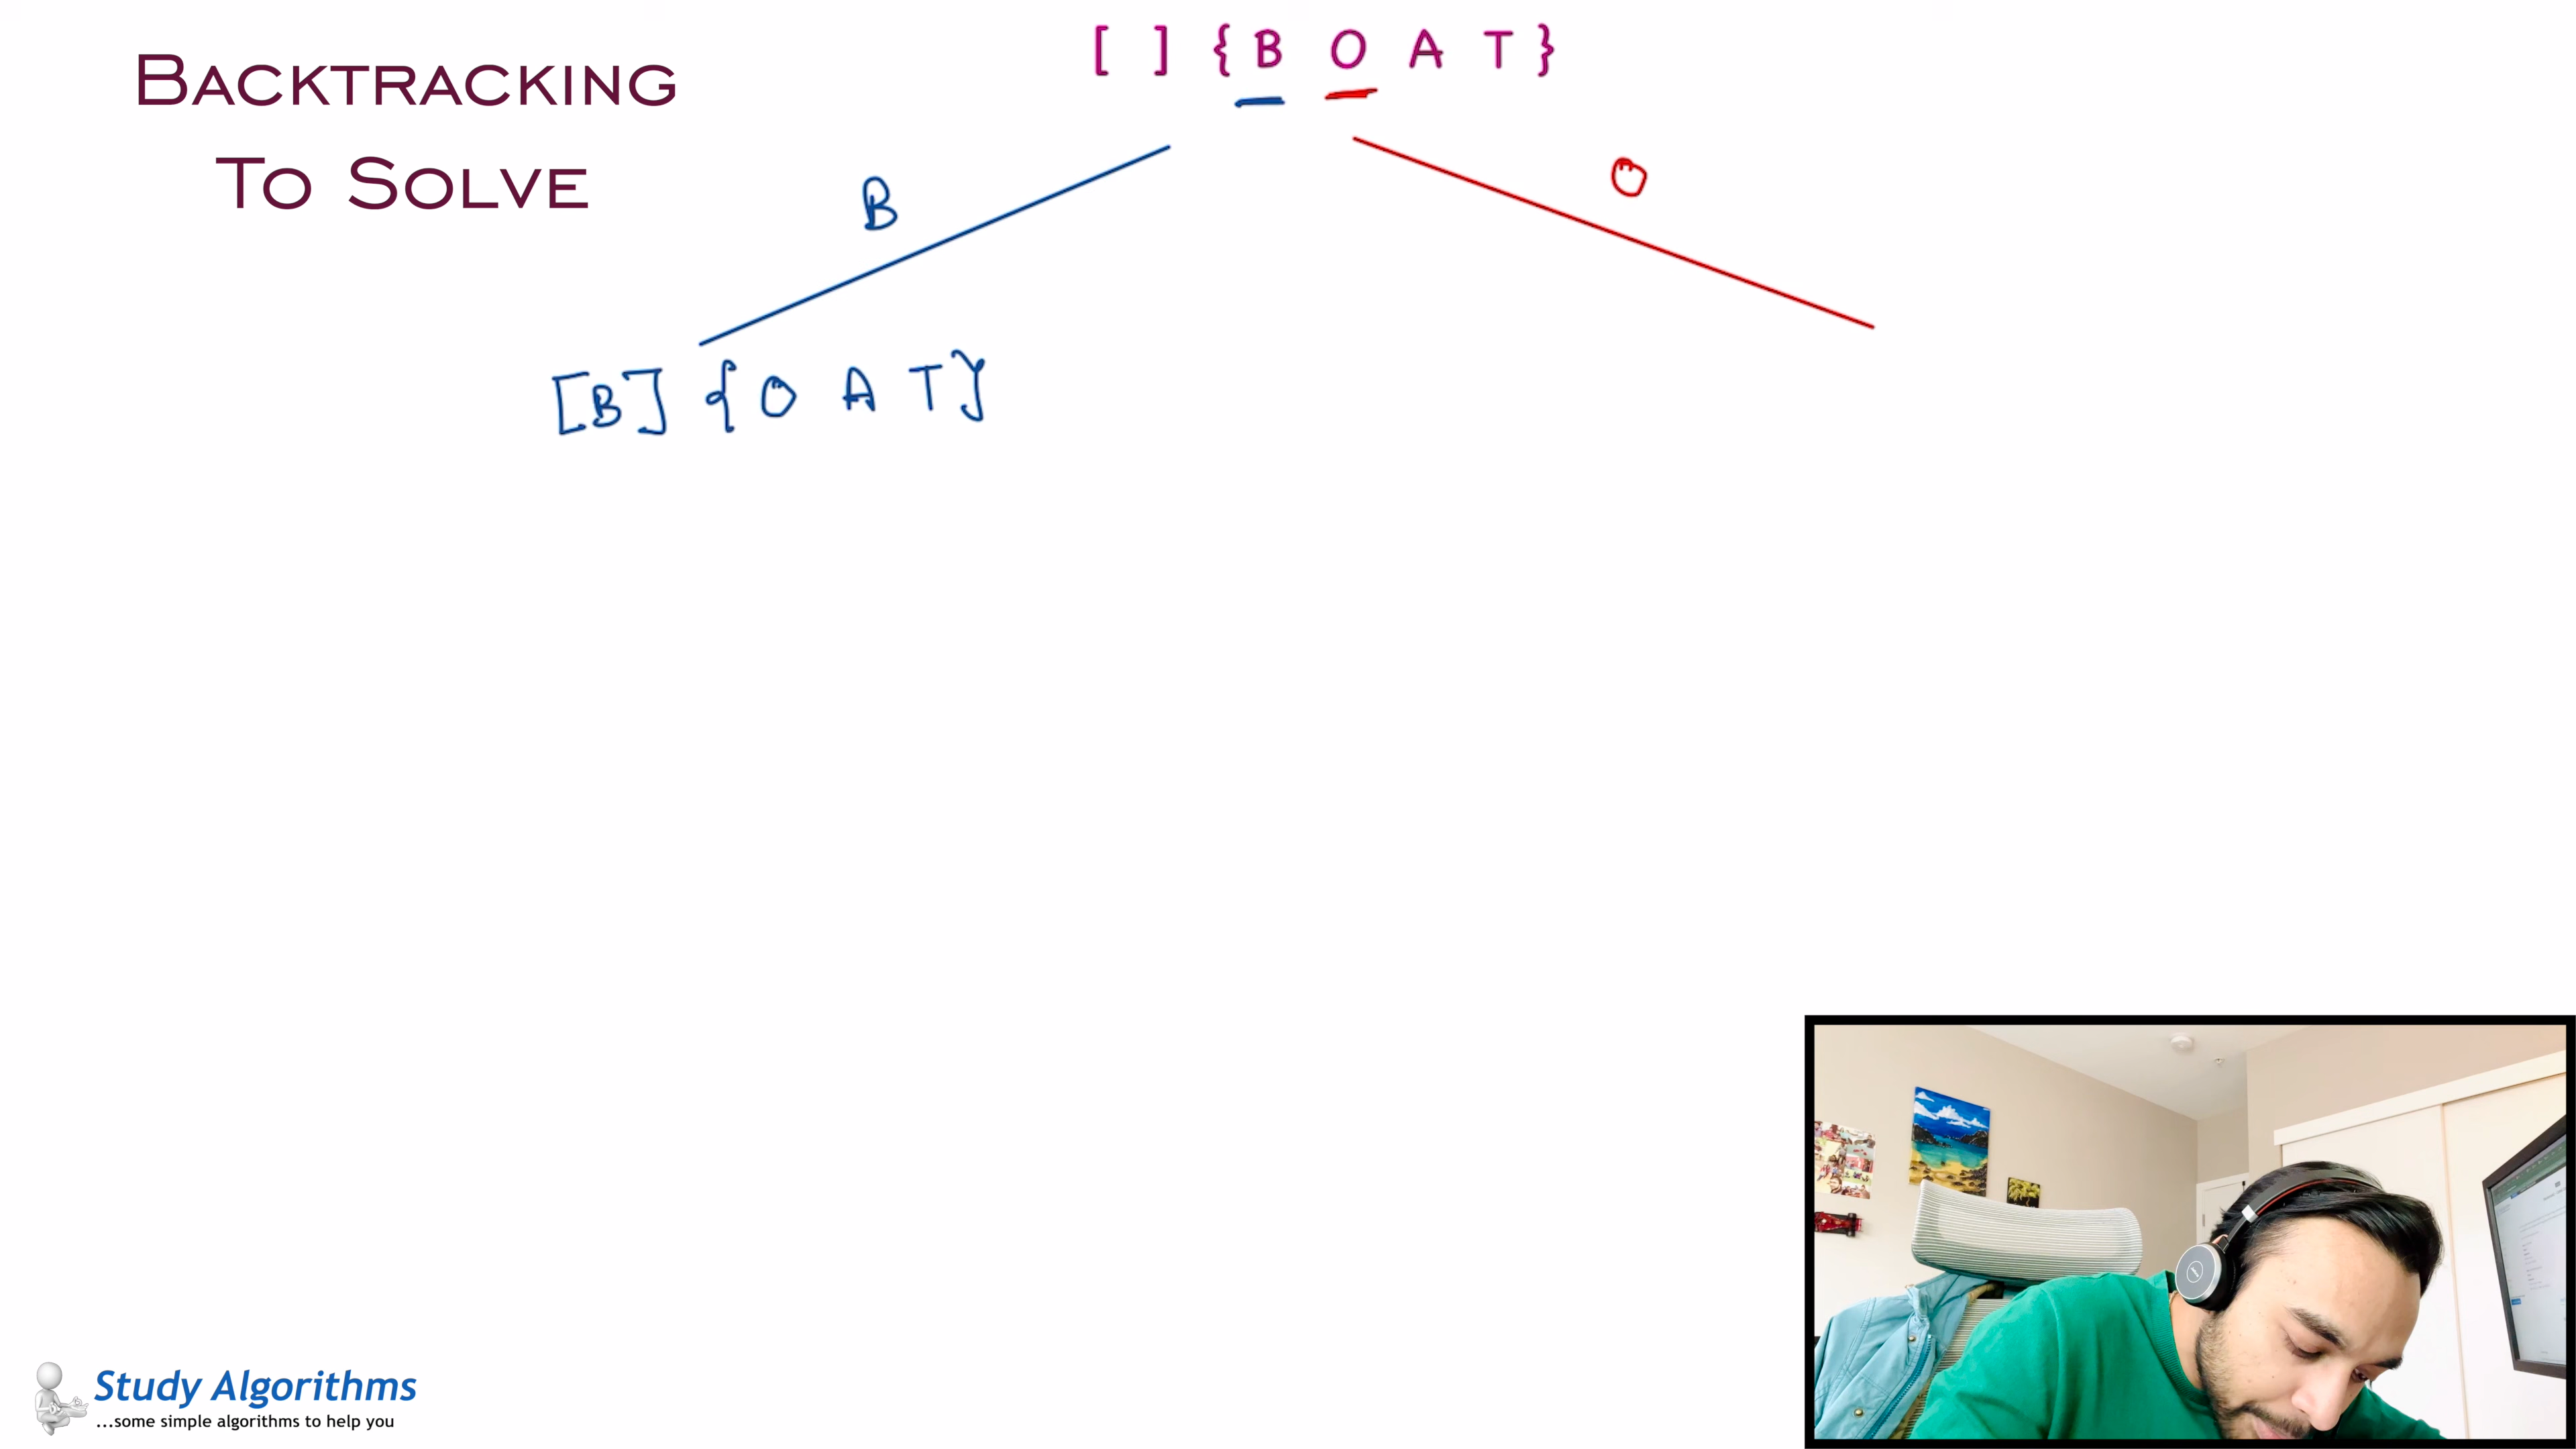 BACKTRACKING
TO SOLVE
[ ] { B O A T }
B
O
[B] { O A T }
Study Algorithms
...some simple algorithms to help you